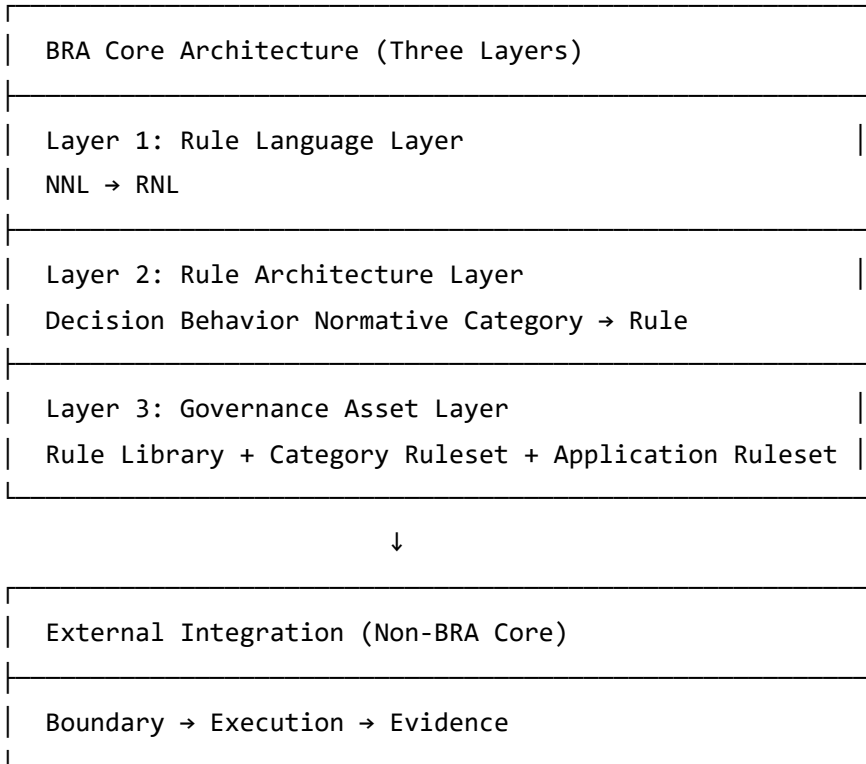 BRA Core Architecture (Three Layers)
Layer 1: Rule Language Layer
NNL → RNL
Layer 2: Rule Architecture Layer
Decision Behavior Normative Category → Rule
Layer 3: Governance Asset Layer
Rule Library + Category Ruleset + Application Ruleset
↓
External Integration (Non-BRA Core)
Boundary → Execution → Evidence